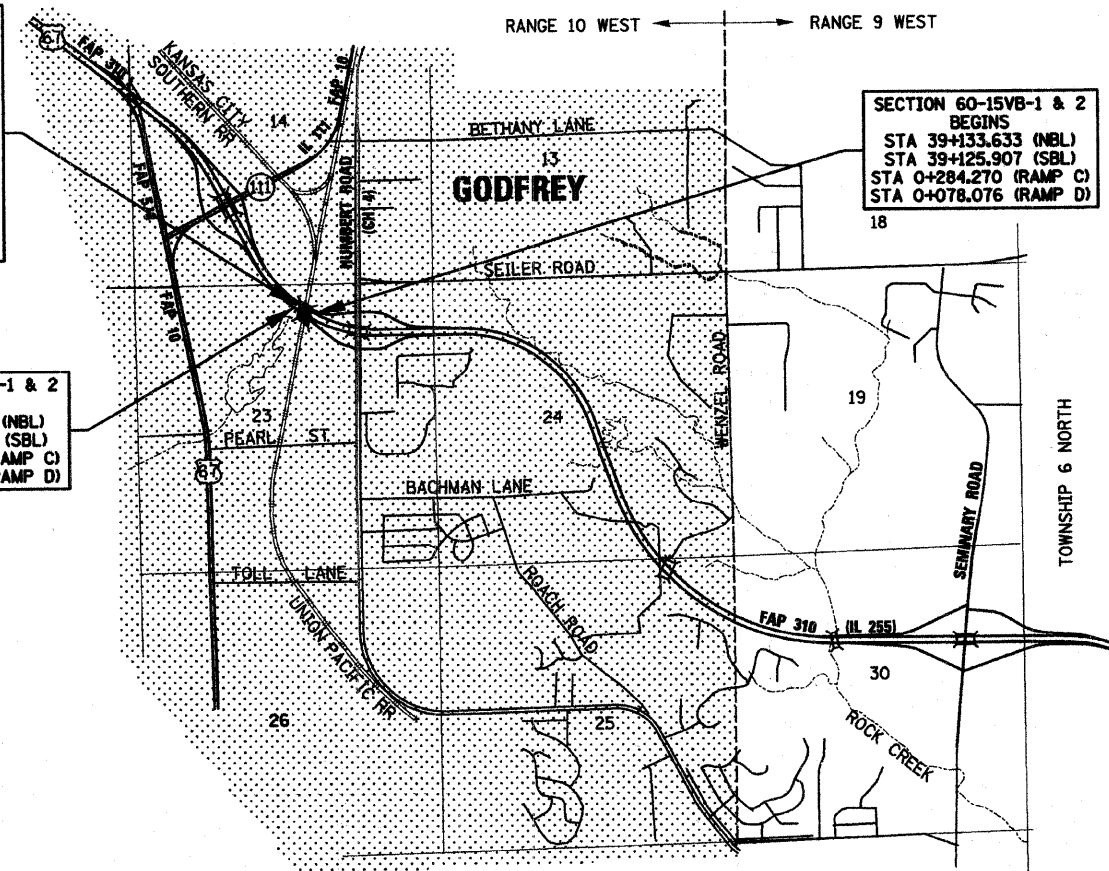 RANGE 10 WEST
RANGE 9 WEST
67
FAP 310
KANSAS CITY
SOUTHERN RR
14
IL 111 FAP 10
BETHANY LANE
13
SECTION 60-15VB-1 & 2
BEGINS
STA 39+133.633 (NBL)
STA 39+125.907 (SBL)
STA 0+284.270 (RAMP C)
STA 0+078.076 (RAMP D)
111
HUMBERT ROAD
(CH 4)
GODFREY
18
FAP
SEILER ROAD
FAP 10
WENZEL ROAD
-1 & 2
(NBL)
(SBL)
AMP C)
AMP D)
23
24
19
PEARL ST
67
BACHMAN LANE
SEMINARY ROAD
TOWNSHIP 6 NORTH
TOLL LANE
ROACH ROAD
UNION PACIFIC RR
FAP 310 (IL 255)
30
26
25
ROCK CREEK